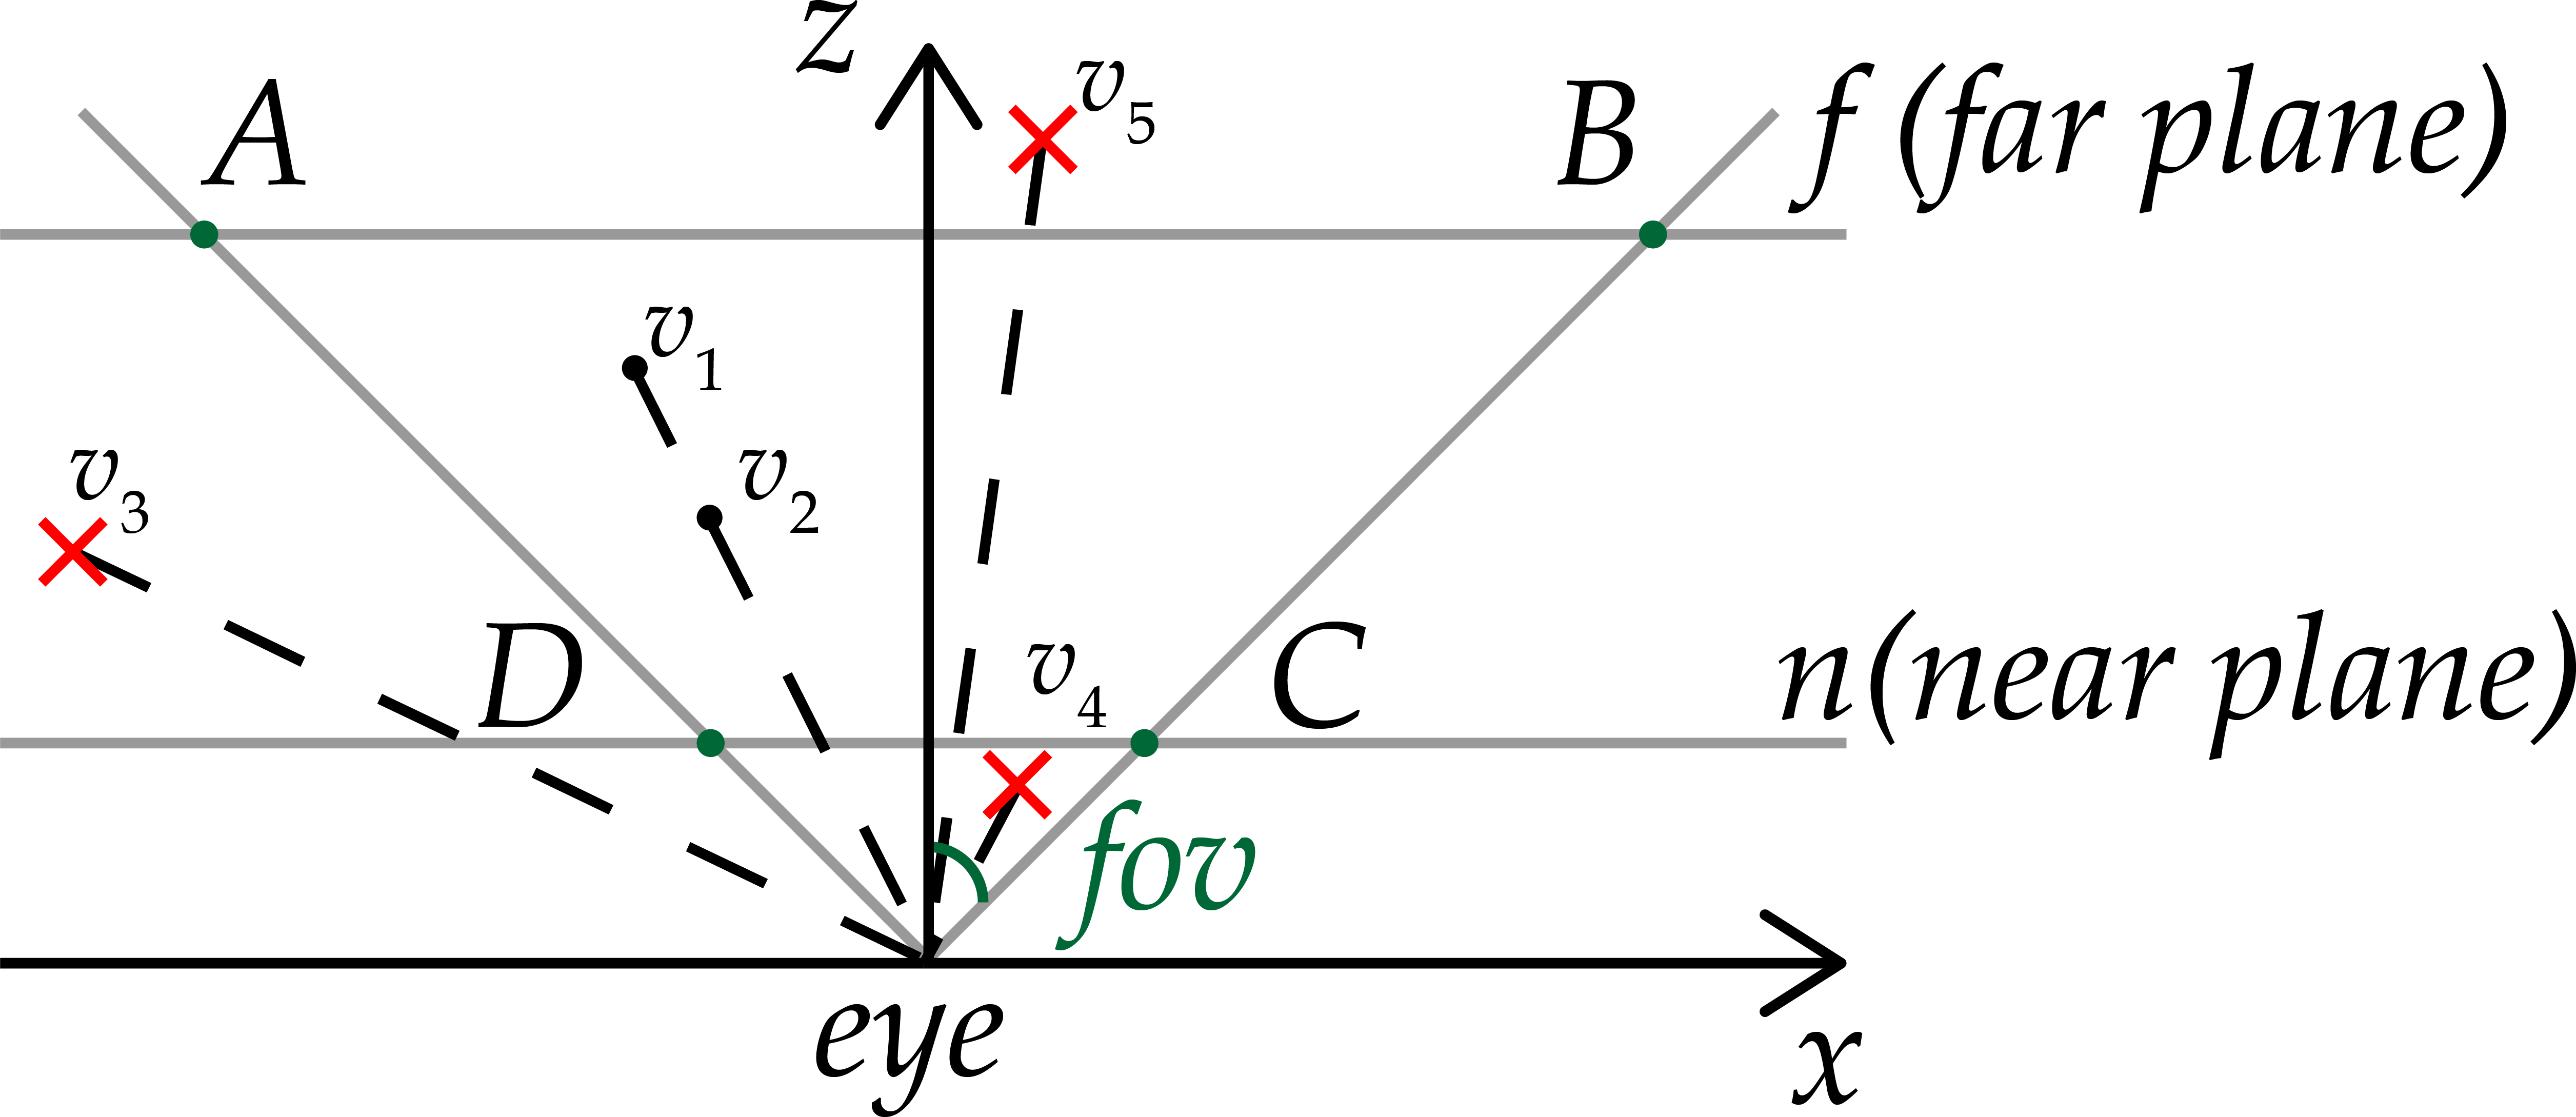 z
v5
A
B
f (far plane)
v1
v2
v3
D
v4
C
n(near plane)
fov
eye
x